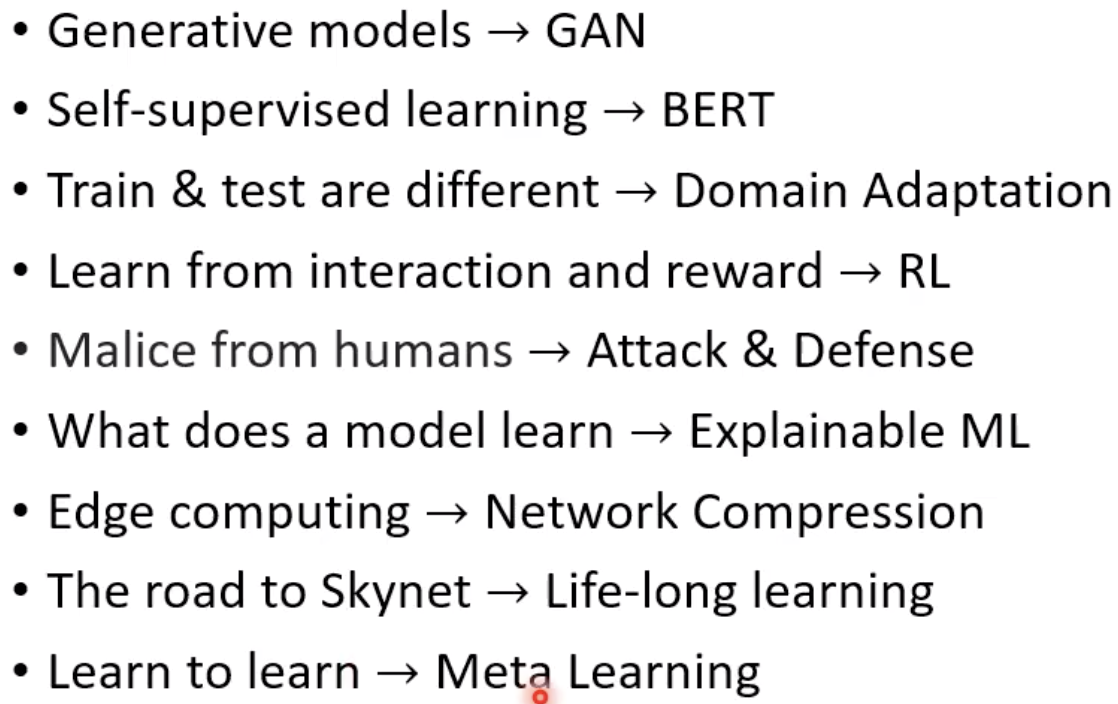 • Generative models → GAN
• Self-supervised learning → BERT
• Train & test are different → Domain Adaptation
• Learn from interaction and reward → RL
• Malice from humans → Attack & Defense
• What does a model learn → Explainable ML
• Edge computing → Network Compression
• The road to Skynet → Life-long learning
• Learn to learn → Meta Learning